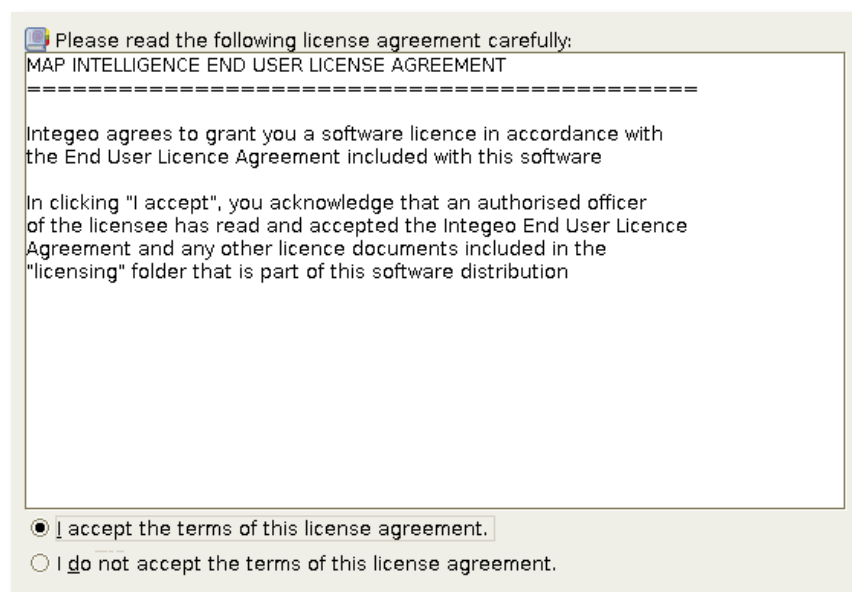 Please read the following license agreement carefully:
MAP INTELLIGENCE END USER LICENSE AGREEMENT
============================================
Integeo agrees to grant you a software licence in accordance with
the End User Licence Agreement included with this software
In clicking "I accept", you acknowledge that an authorised officer
of the licensee has read and accepted the Integeo End User Licence
Agreement and any other licence documents included in the
"licensing" folder that is part of this software distribution
I accept the terms of this license agreement.
I do not accept the terms of this license agreement.